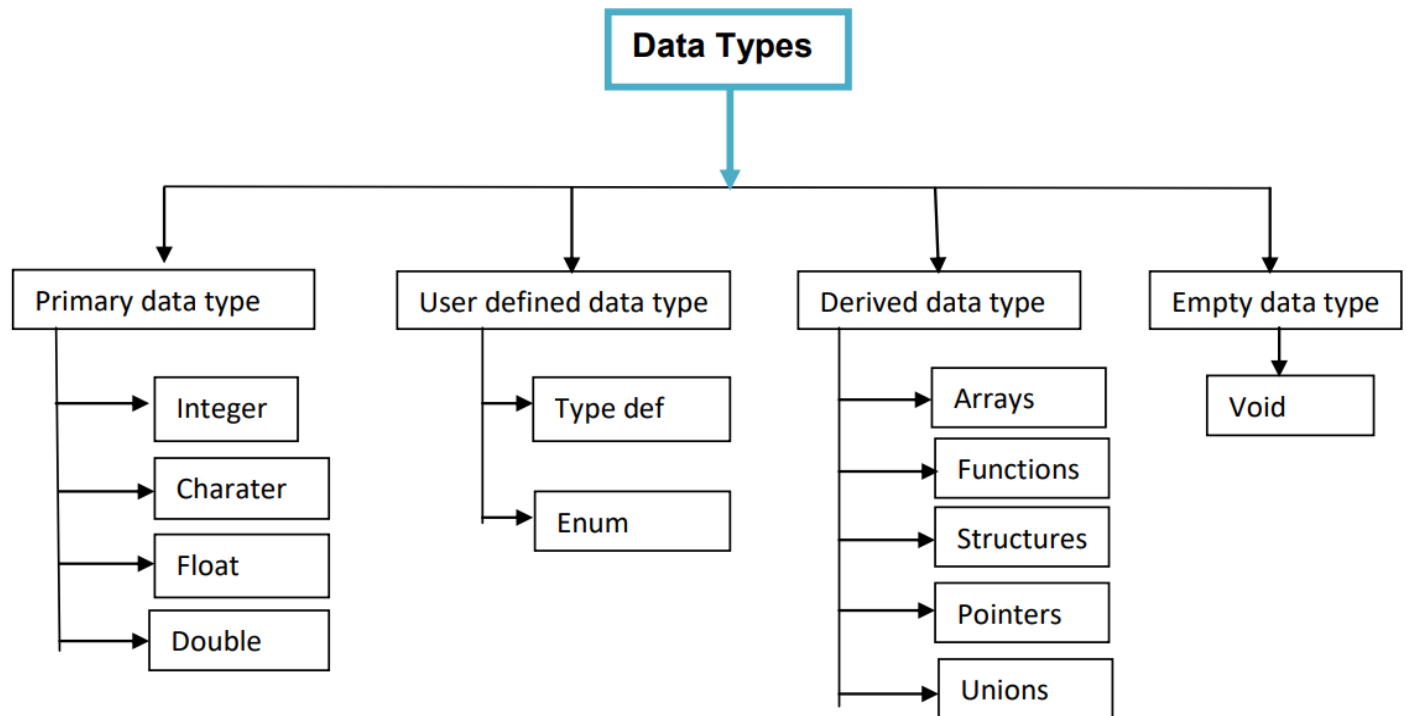 Data Types
Primary data type
User defined data type
Derived data type
Empty data type
Integer
Charater
Float
Double
Type def
Enum
Arrays
Functions
Structures
Pointers
Unions
Void